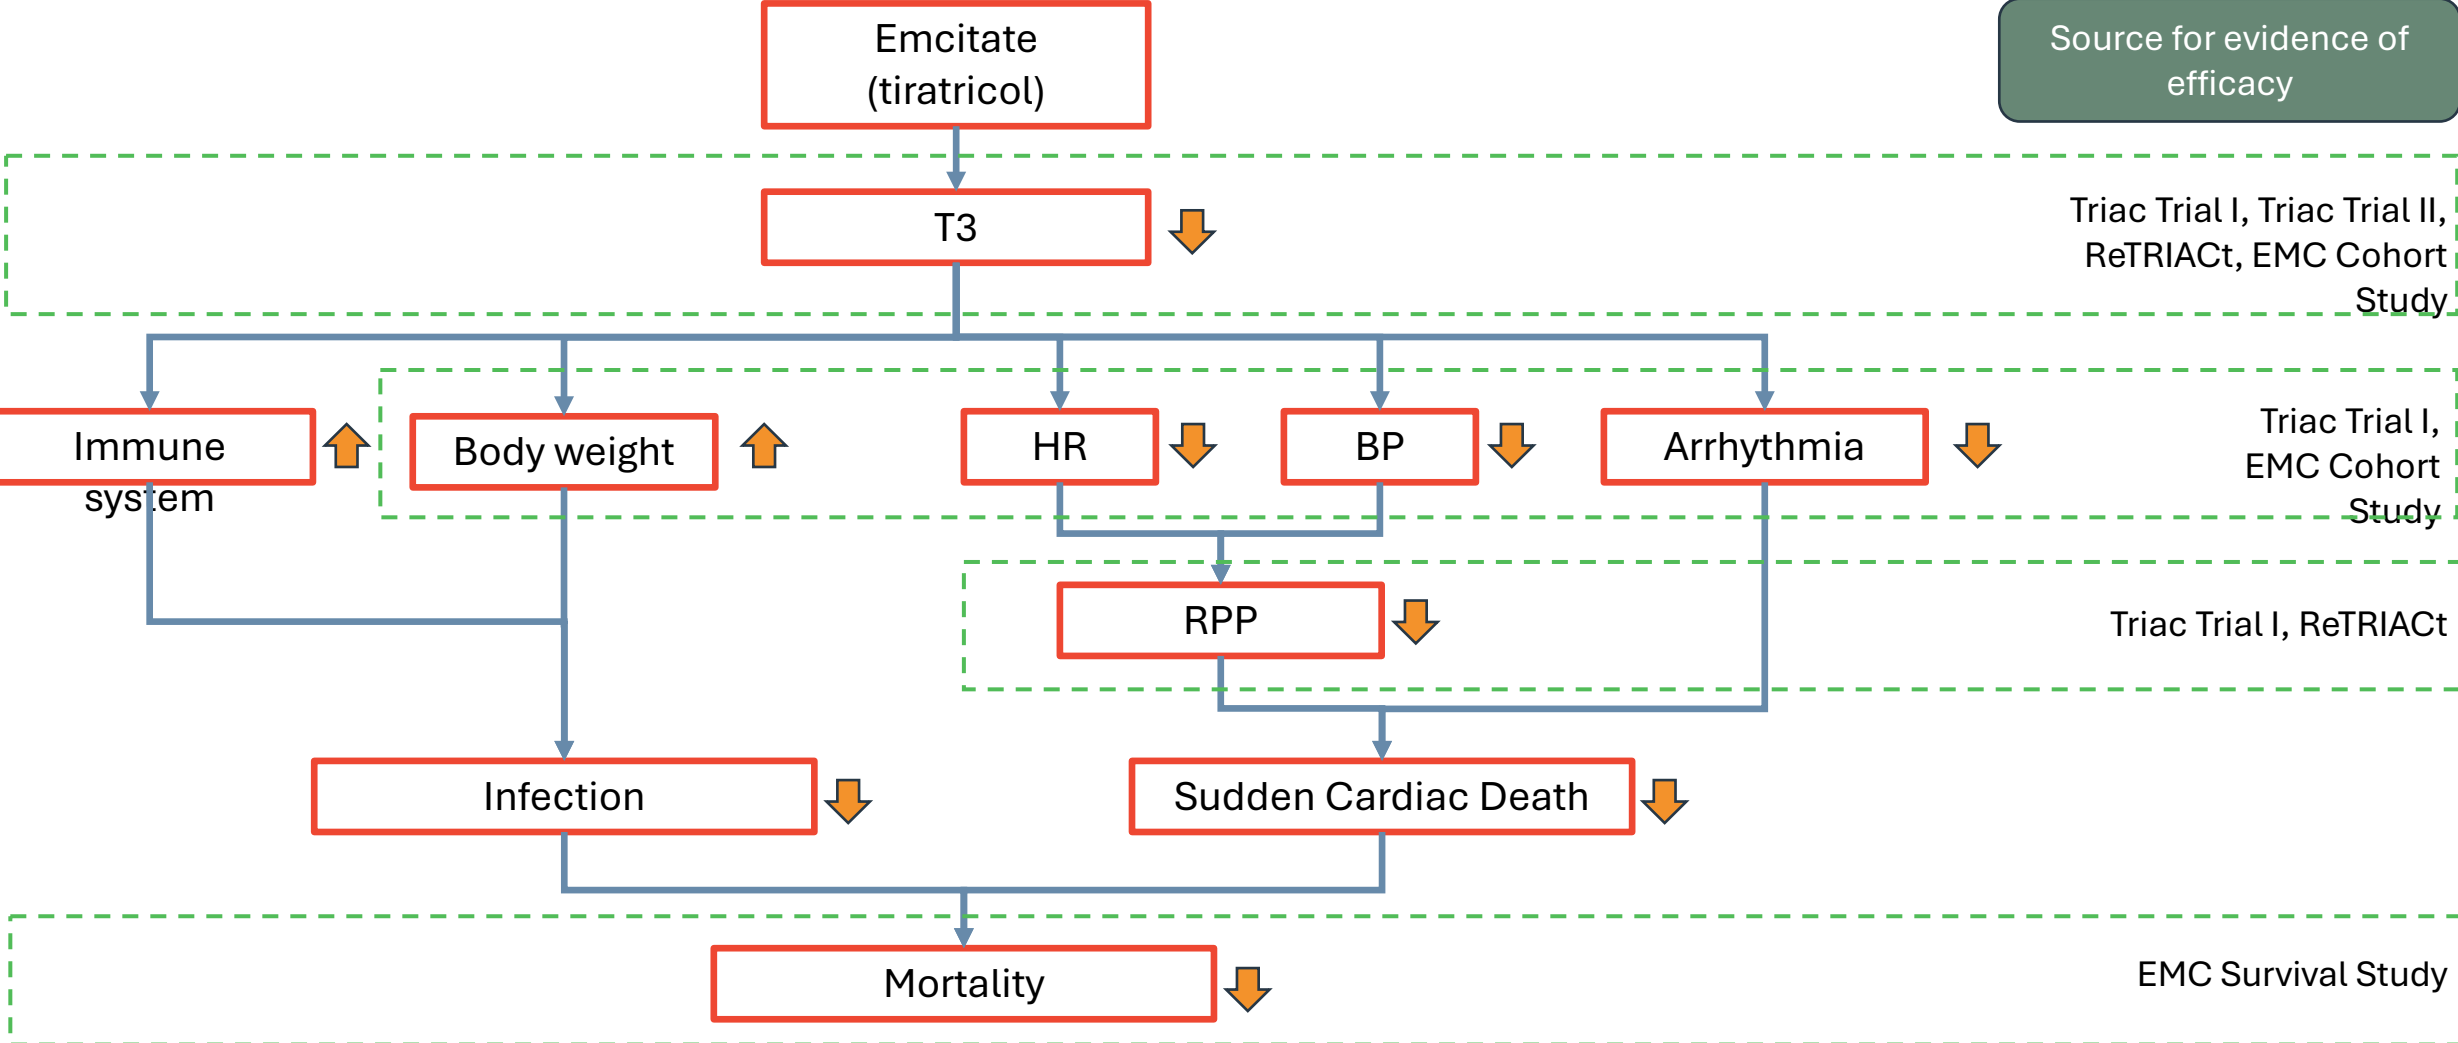 Emcitate
(tiratricol)
Source for evidence of
efficacy
T3
Triac Trial I, Triac Trial II,
ReTRIACt, EMC Cohort
Study
Immune
system
Body weight
HR
BP
Arrhythmia
Triac Trial I,
EMC Cohort
Study
RPP
Triac Trial I, ReTRIACt
Infection
Sudden Cardiac Death
Mortality
EMC Survival Study